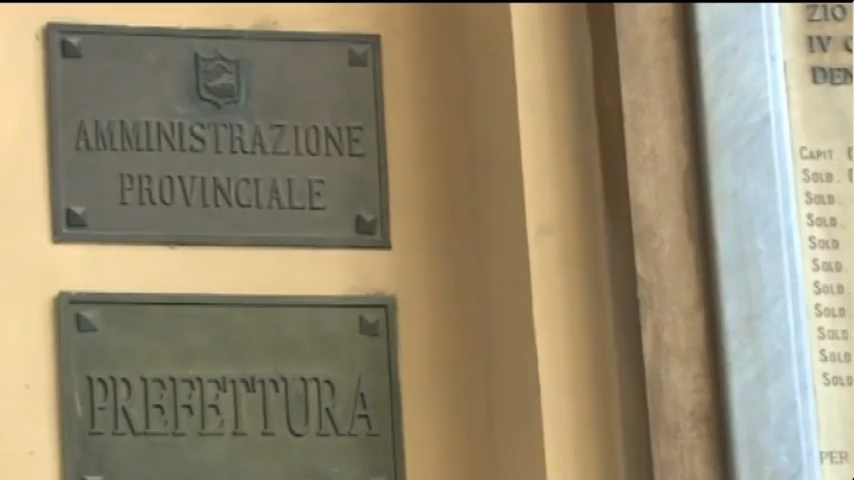 AMMINISTRAZIONE
PROVINCIALE
PREFETTURA
ZIO
IV
DEN
CAPIT.
SOLD.
SOLD.
SOLD.
SOLD
SOLD.
SOLD.
SOLD.
SOLD
SOLD
SOLD
PER